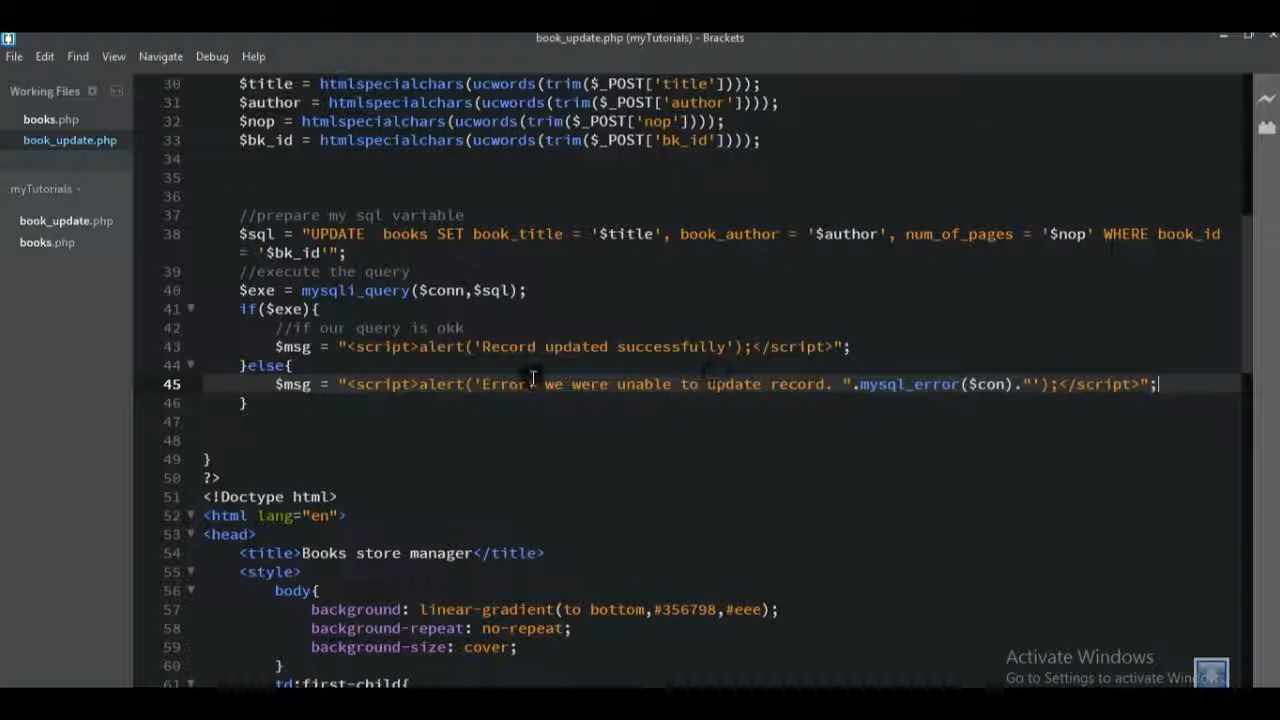 book_update.php (myTutorials) - Brackets
File Edit Find View Navigate Debug Help
Working Files
books.php
book_update.php
myTutorials
book_update.php
books.php
30 $title = htmlspecialchars(ucwords(trim($_POST['title'])));
31 $author = htmlspecialchars(ucwords(trim($_POST['author'])));
32 $nop = htmlspecialchars(ucwords(trim($_POST['nop'])));
33 $bk_id = htmlspecialchars(ucwords(trim($_POST['bk_id'])));
34
35
36
37 //prepare my sql variable
38 $sql = "UPDATE  books SET book_title = '$title', book_author = '$author', num_of_pages = '$nop' WHERE book_id
= '$bk_id'";
39 //execute the query
40 $exe = mysqli_query($conn,$sql);
41 if($exe){
42 //if our query is okk
43 $msg = "<script>alert('Record updated successfully');</script>";
44 }else{
45 $msg = "<script>alert('Error we were unable to update record. ".mysql_error($con)."');</script>";
46 }
47
48
49 }
50 ?>
51 <!Doctype html>
52 <html lang="en">
53 <head>
54 <title>Books store manager</title>
55 <style>
56 body{
57 background: linear-gradient(to bottom,#356798,#eee);
58 background-repeat: no-repeat;
59 background-size: cover;
60 }
61 td:first-child{
Activate Windows
Go to Settings to activate Windows.